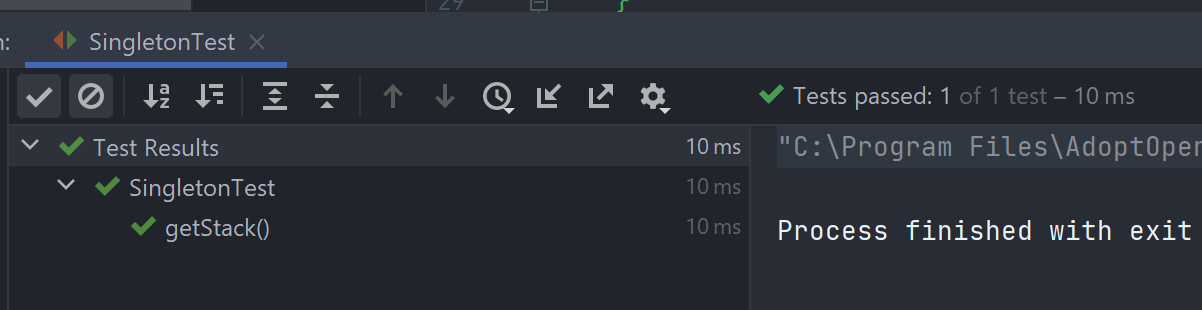 29 }
n:
SingletonTest
Tests passed: 1 of 1 test – 10 ms
Test Results 10 ms
SingletonTest 10 ms
getStack() 10 ms
"C:\Program Files\AdoptOpen
Process finished with exit